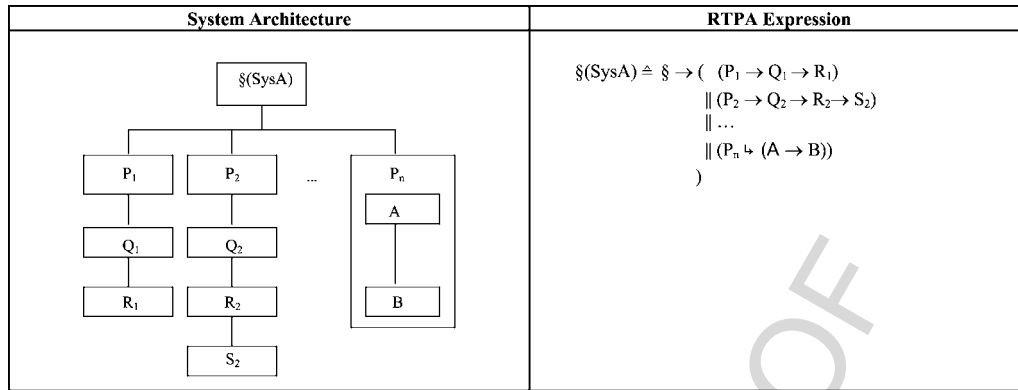 System Architecture
RTPA Expression
§(SysA)
P₁ P₂ ... Pₙ
A
Q₁ Q₂
R₁ R₂ B
S₂
§(SysA) ≙ § → ( (P₁ → Q₁ → R₁)
|| (P₂ → Q₂ → R₂ → S₂)
|| ...
|| (Pₙ ↳ (A → B))
)
OF